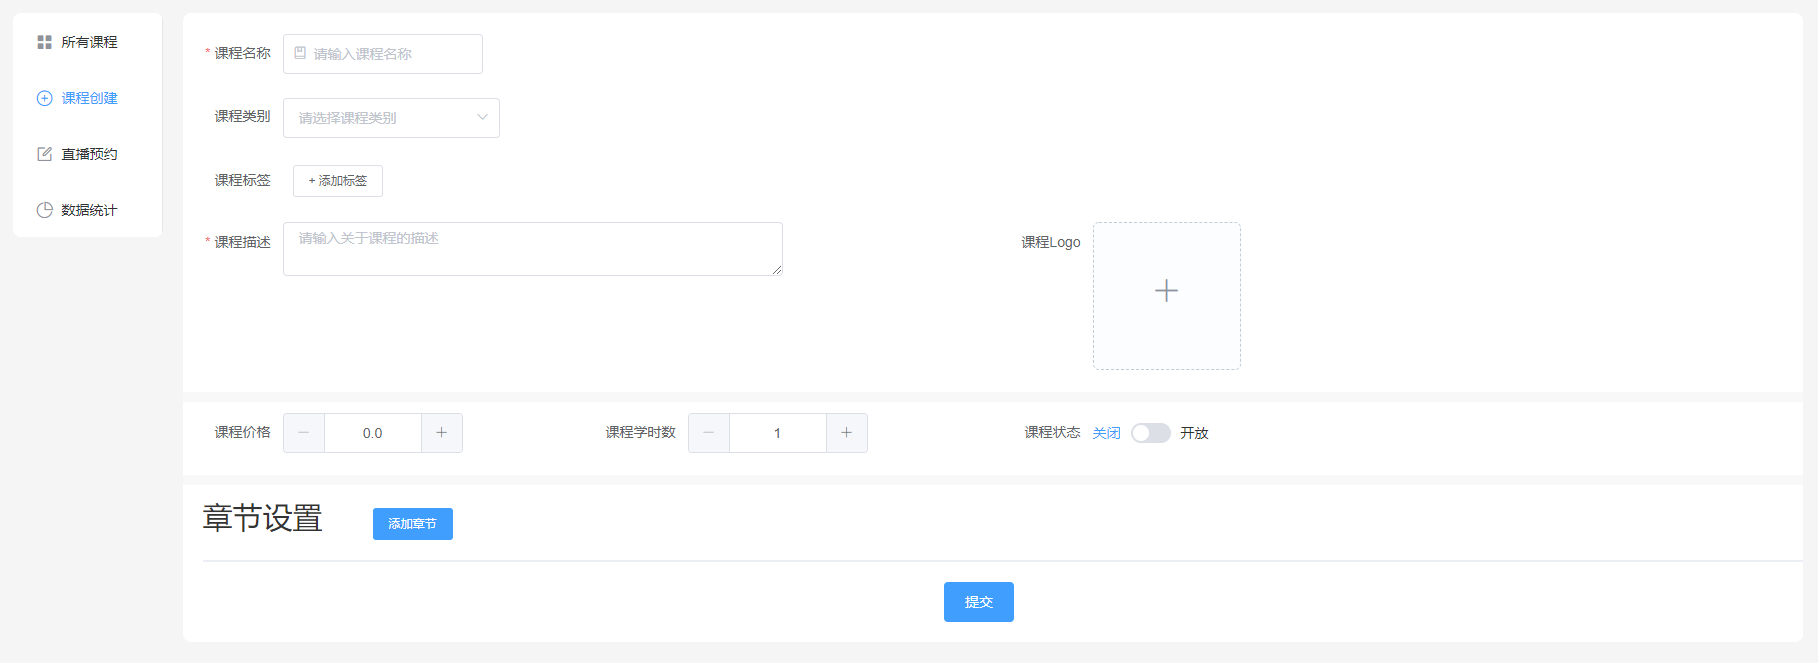 所有课程
课程创建
直播预约
数据统计
* 课程名称 请输入课程名称
课程类别 请选择课程类别
课程标签 + 添加标签
* 课程描述 请输入关于课程的描述 课程Logo
课程价格 0.0 课程学时数 1 课程状态 关闭 开放
章节设置 添加章节
提交